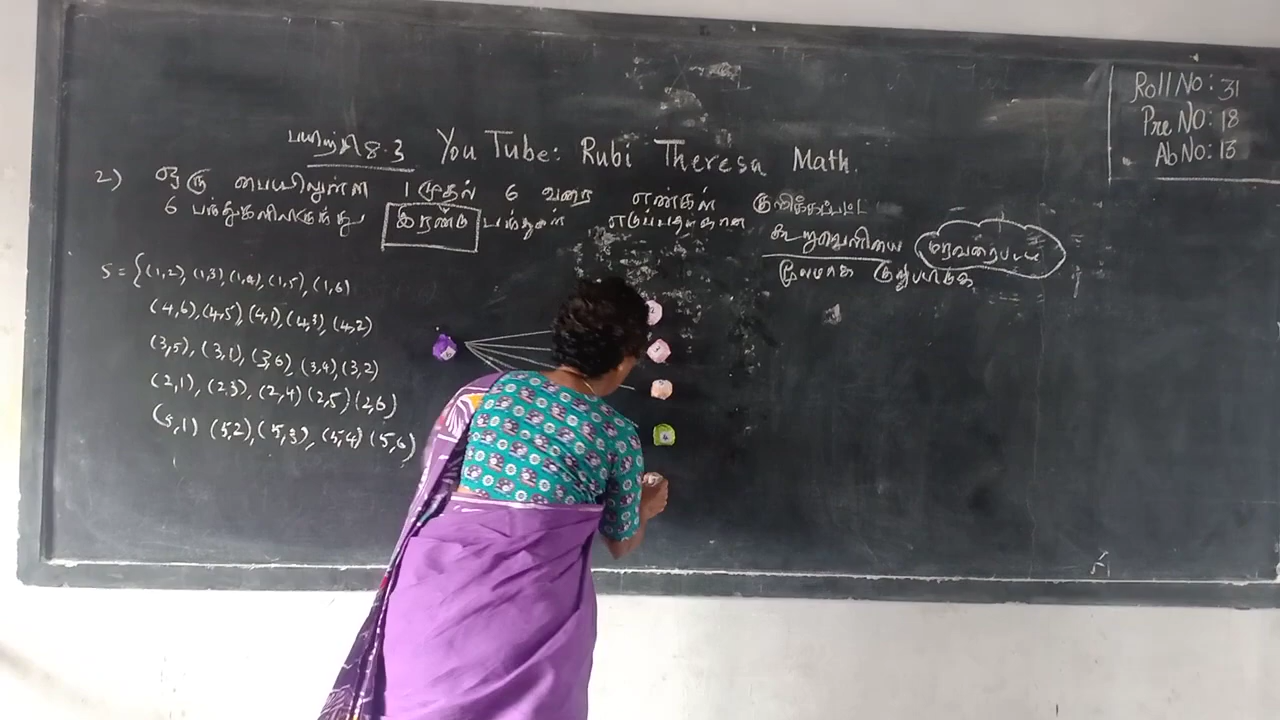 பயிற்சி 8.3 YouTube: Rubi Theresa Math.
2) ஒரு பையிலுள்ள 1 முதல் 6 வரை எண்கள் குறிக்கப்பட்ட
6 பந்துகளிலிருந்து இரண்டு பந்துகள் எடுப்பதற்கான
கூறுவெளியை மரவரைபடம்
மூலமாக குறிப்பிடுக
S = {(1,2), (1,3), (1,4), (1,5), (1,6)
(4,6), (4,5), (4,1), (4,3), (4,2)
(3,5), (3,1), (3,6), (3,4) (3,2)
(2,1), (2,3), (2,4) (2,5) (2,6)
(5,1) (5,2), (5,3), (5,4) (5,6)
Roll No: 31
Pre NO: 18
Ab No: 13